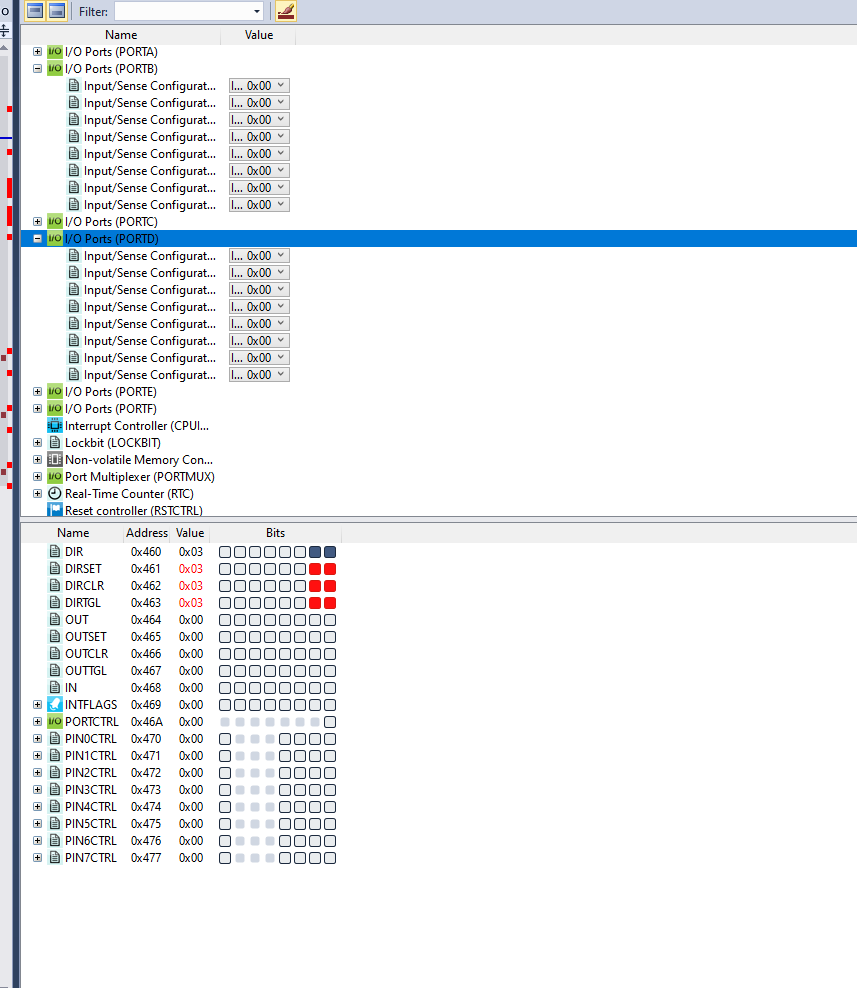 O
Filter:
Name Value
I/O I/O Ports (PORTA)
I/O I/O Ports (PORTB)
Input/Sense Configurat... I... 0x00
Input/Sense Configurat... I... 0x00
Input/Sense Configurat... I... 0x00
Input/Sense Configurat... I... 0x00
Input/Sense Configurat... I... 0x00
Input/Sense Configurat... I... 0x00
Input/Sense Configurat... I... 0x00
Input/Sense Configurat... I... 0x00
I/O I/O Ports (PORTC)
I/O I/O Ports (PORTD)
Input/Sense Configurat... I... 0x00
Input/Sense Configurat... I... 0x00
Input/Sense Configurat... I... 0x00
Input/Sense Configurat... I... 0x00
Input/Sense Configurat... I... 0x00
Input/Sense Configurat... I... 0x00
Input/Sense Configurat... I... 0x00
Input/Sense Configurat... I... 0x00
I/O I/O Ports (PORTE)
I/O I/O Ports (PORTF)
Interrupt Controller (CPUI...
Lockbit (LOCKBIT)
Non-volatile Memory Con...
I/O Port Multiplexer (PORTMUX)
Real-Time Counter (RTC)
Reset controller (RSTCTRL)
Name Address Value Bits
DIR 0x460 0x03
DIRSET 0x461 0x03
DIRCLR 0x462 0x03
DIRTGL 0x463 0x03
OUT 0x464 0x00
OUTSET 0x465 0x00
OUTCLR 0x466 0x00
OUTTGL 0x467 0x00
IN 0x468 0x00
INTFLAGS 0x469 0x00
I/O PORTCTRL 0x46A 0x00
PIN0CTRL 0x470 0x00
PIN1CTRL 0x471 0x00
PIN2CTRL 0x472 0x00
PIN3CTRL 0x473 0x00
PIN4CTRL 0x474 0x00
PIN5CTRL 0x475 0x00
PIN6CTRL 0x476 0x00
PIN7CTRL 0x477 0x00